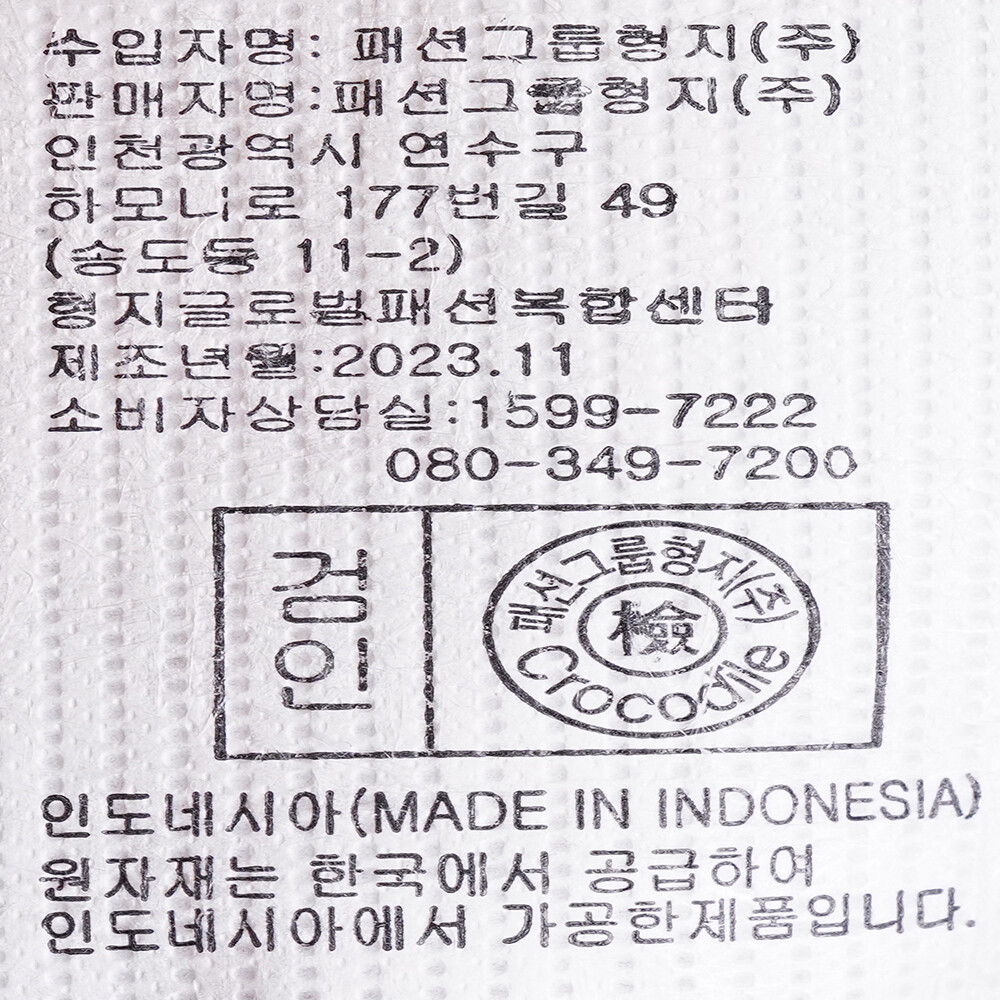 수입자명: 패션그룹형지(주)
판매자명:패션그룹형지(주)
인천광역시 연수구
하모니로 177번길 49
(송도동 11-2)
형지글로벌패션복합센터
제조년월:2023.11
소비자상담실:1599-7222
080-349-7200
검
인
패션그룹형지(주)
檢
Crocodile
인도네시아(MADE IN INDONESIA)
원자재는 한국에서 공급하여
인도네시아에서 가공한제품입니다.